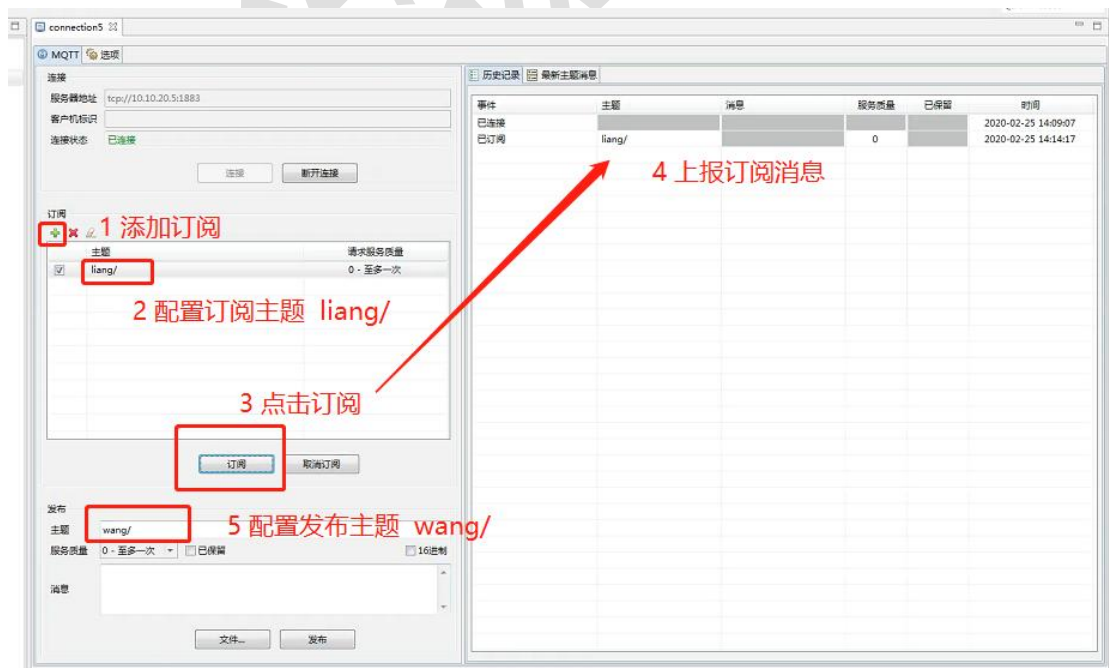 connection5
MQTT 选项
连接
服务器地址 tcp://10.10.20.5:1883
客户机标识
连接状态 已连接
连接 断开连接
订阅
1 添加订阅
主题 请求服务质量
liang/ 0 - 至多一次
2 配置订阅主题 liang/
3 点击订阅
订阅 取消订阅
发布
主题 wang/
5 配置发布主题 wang/
服务质量 0 - 至多一次 已保留 16进制
消息
文件... 发布
历史记录 最新主题消息
事件 主题 消息 服务质量 已保留 时间
已连接 2020-02-25 14:09:07
已订阅 liang/ 0 2020-02-25 14:14:17
4 上报订阅消息